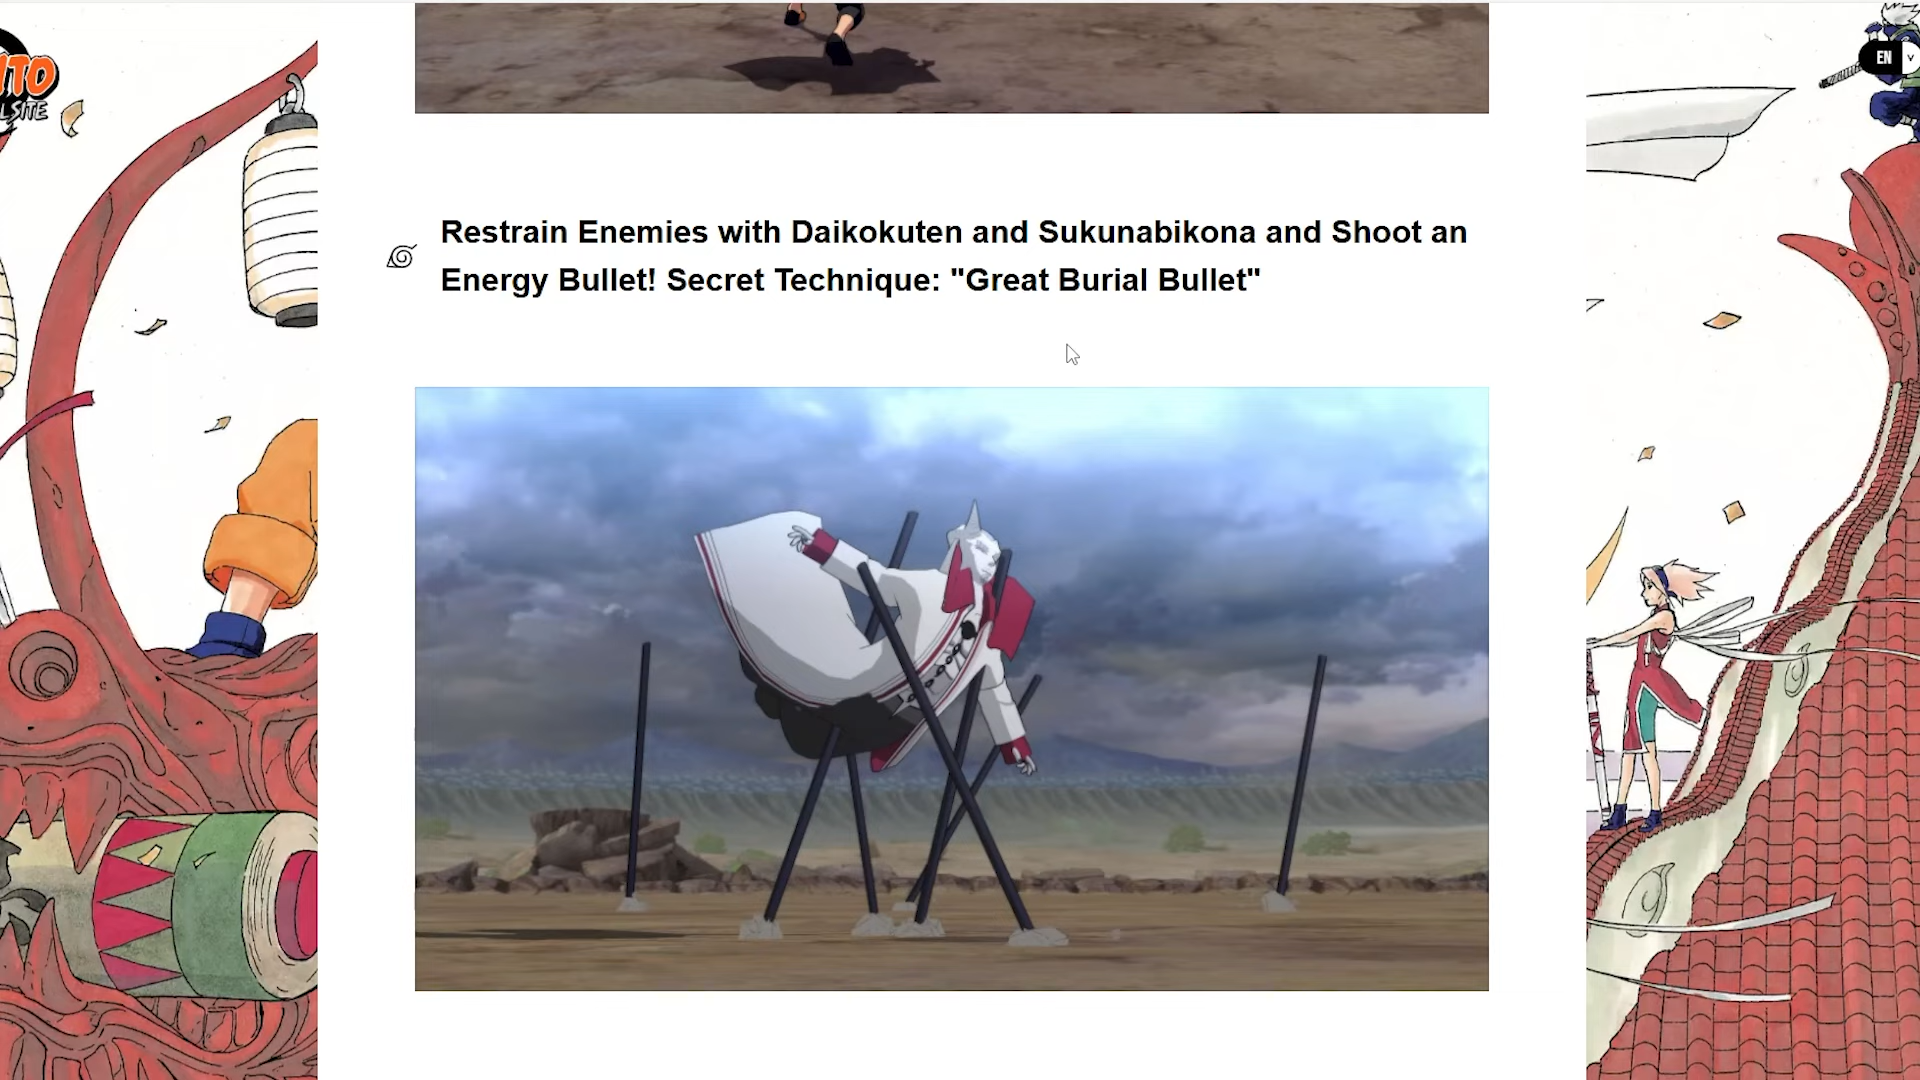 EN
Restrain Enemies with Daikokuten and Sukunabikona and Shoot an
Energy Bullet! Secret Technique: "Great Burial Bullet"